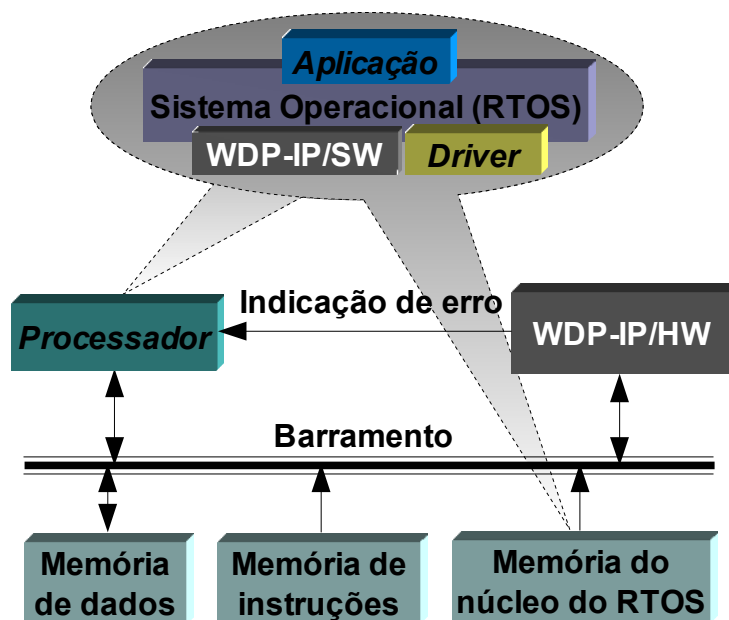 Aplicação
Sistema Operacional (RTOS)
WDP-IP/SW
Driver
Indicação de erro
Processador
WDP-IP/HW
Barramento
Memória
de dados
Memória de
instruções
Memória do
núcleo do RTOS